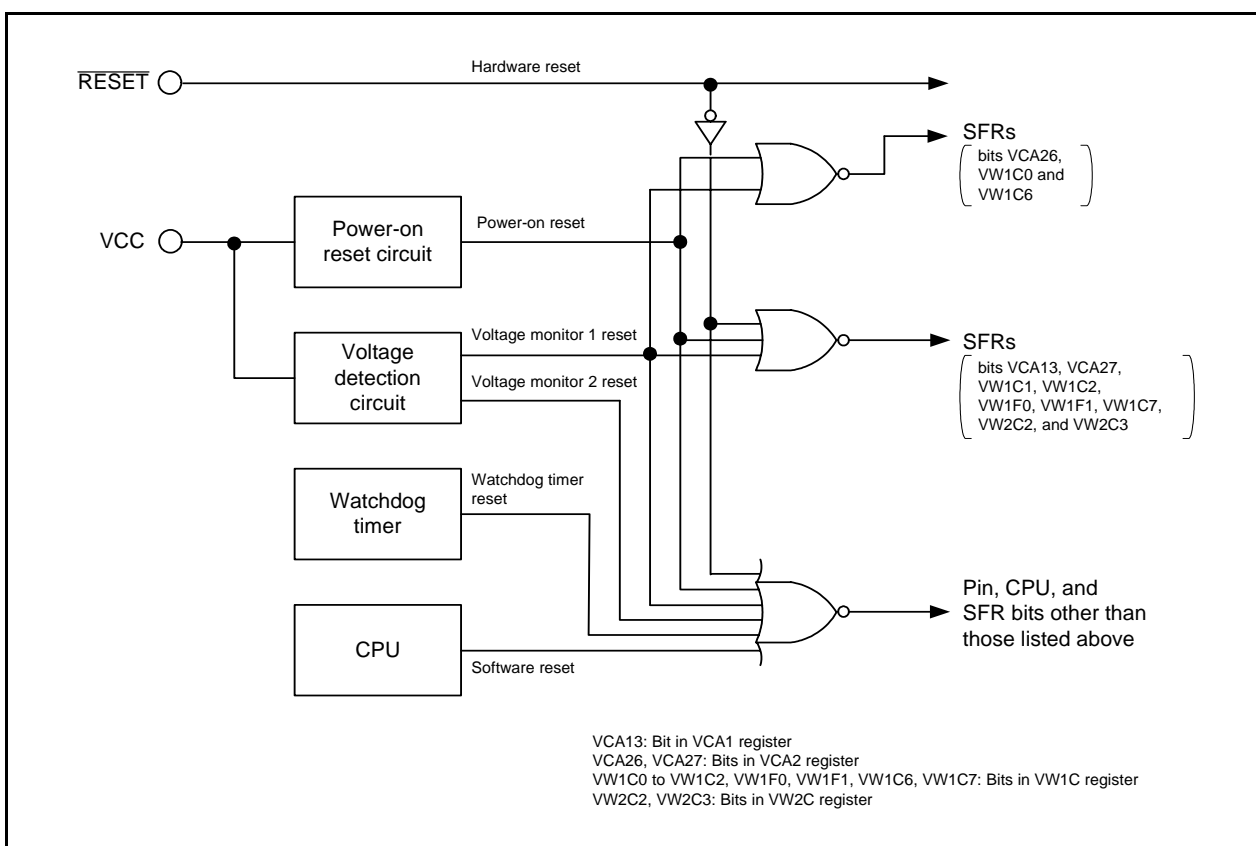 Hardware reset
RESET
SFRs
bits VCA26,
VW1C0 and
VW1C6
VCC
Power-on
reset circuit
Power-on reset
Voltage
detection
circuit
Voltage monitor 1 reset
Voltage monitor 2 reset
SFRs
bits VCA13, VCA27,
VW1C1, VW1C2,
VW1F0, VW1F1, VW1C7,
VW2C2, and VW2C3
Watchdog
timer
Watchdog timer
reset
CPU
Software reset
Pin, CPU, and
SFR bits other than
those listed above
VCA13: Bit in VCA1 register
VCA26, VCA27: Bits in VCA2 register
VW1C0 to VW1C2, VW1F0, VW1F1, VW1C6, VW1C7: Bits in VW1C register
VW2C2, VW2C3: Bits in VW2C register